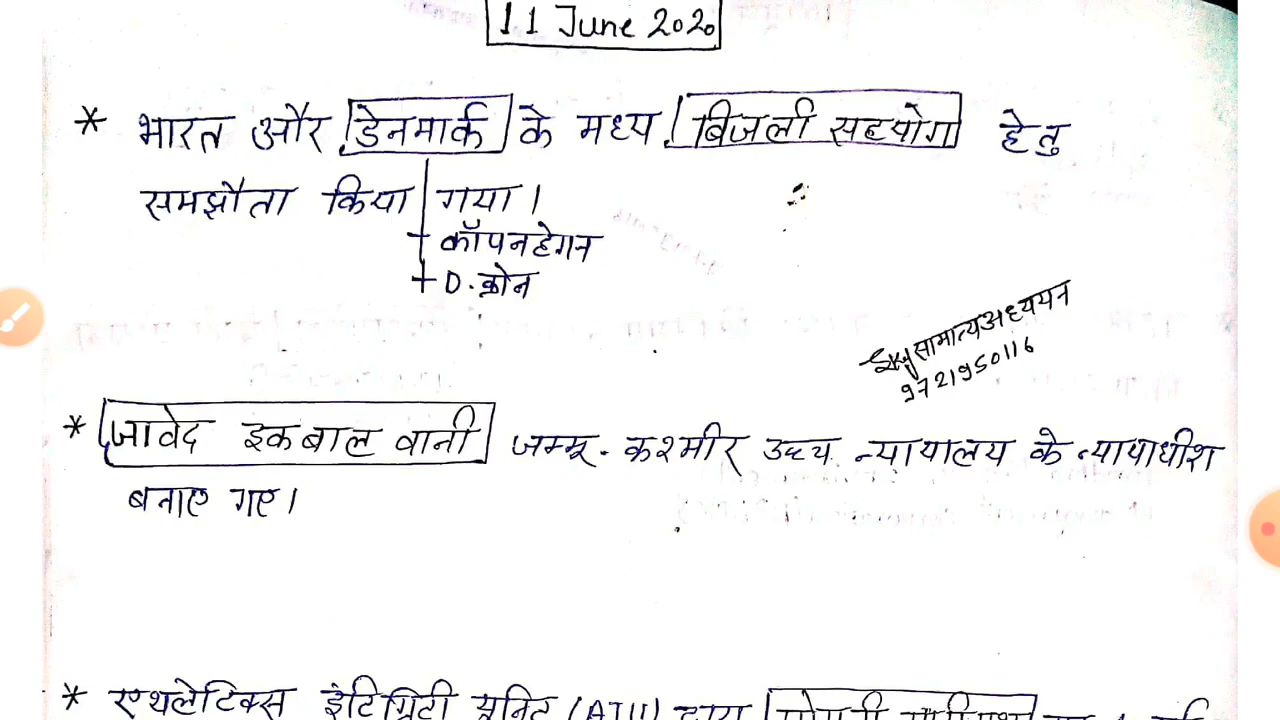 11 June 2020
* भारत और डेनमार्क के मध्य बिजली सहयोग हेतु
समझौता किया गया।
कॉपनहेगन
D. क्रोन
सामान्य अध्ययन
9721950116
* जावेद इकबाल वानी जम्मू-कश्मीर उच्च न्यायालय के न्यायाधीश
बनाए गए।
* एथलेटिक्स इंटिग्रिटी यूनिट (AIU) द्वारा